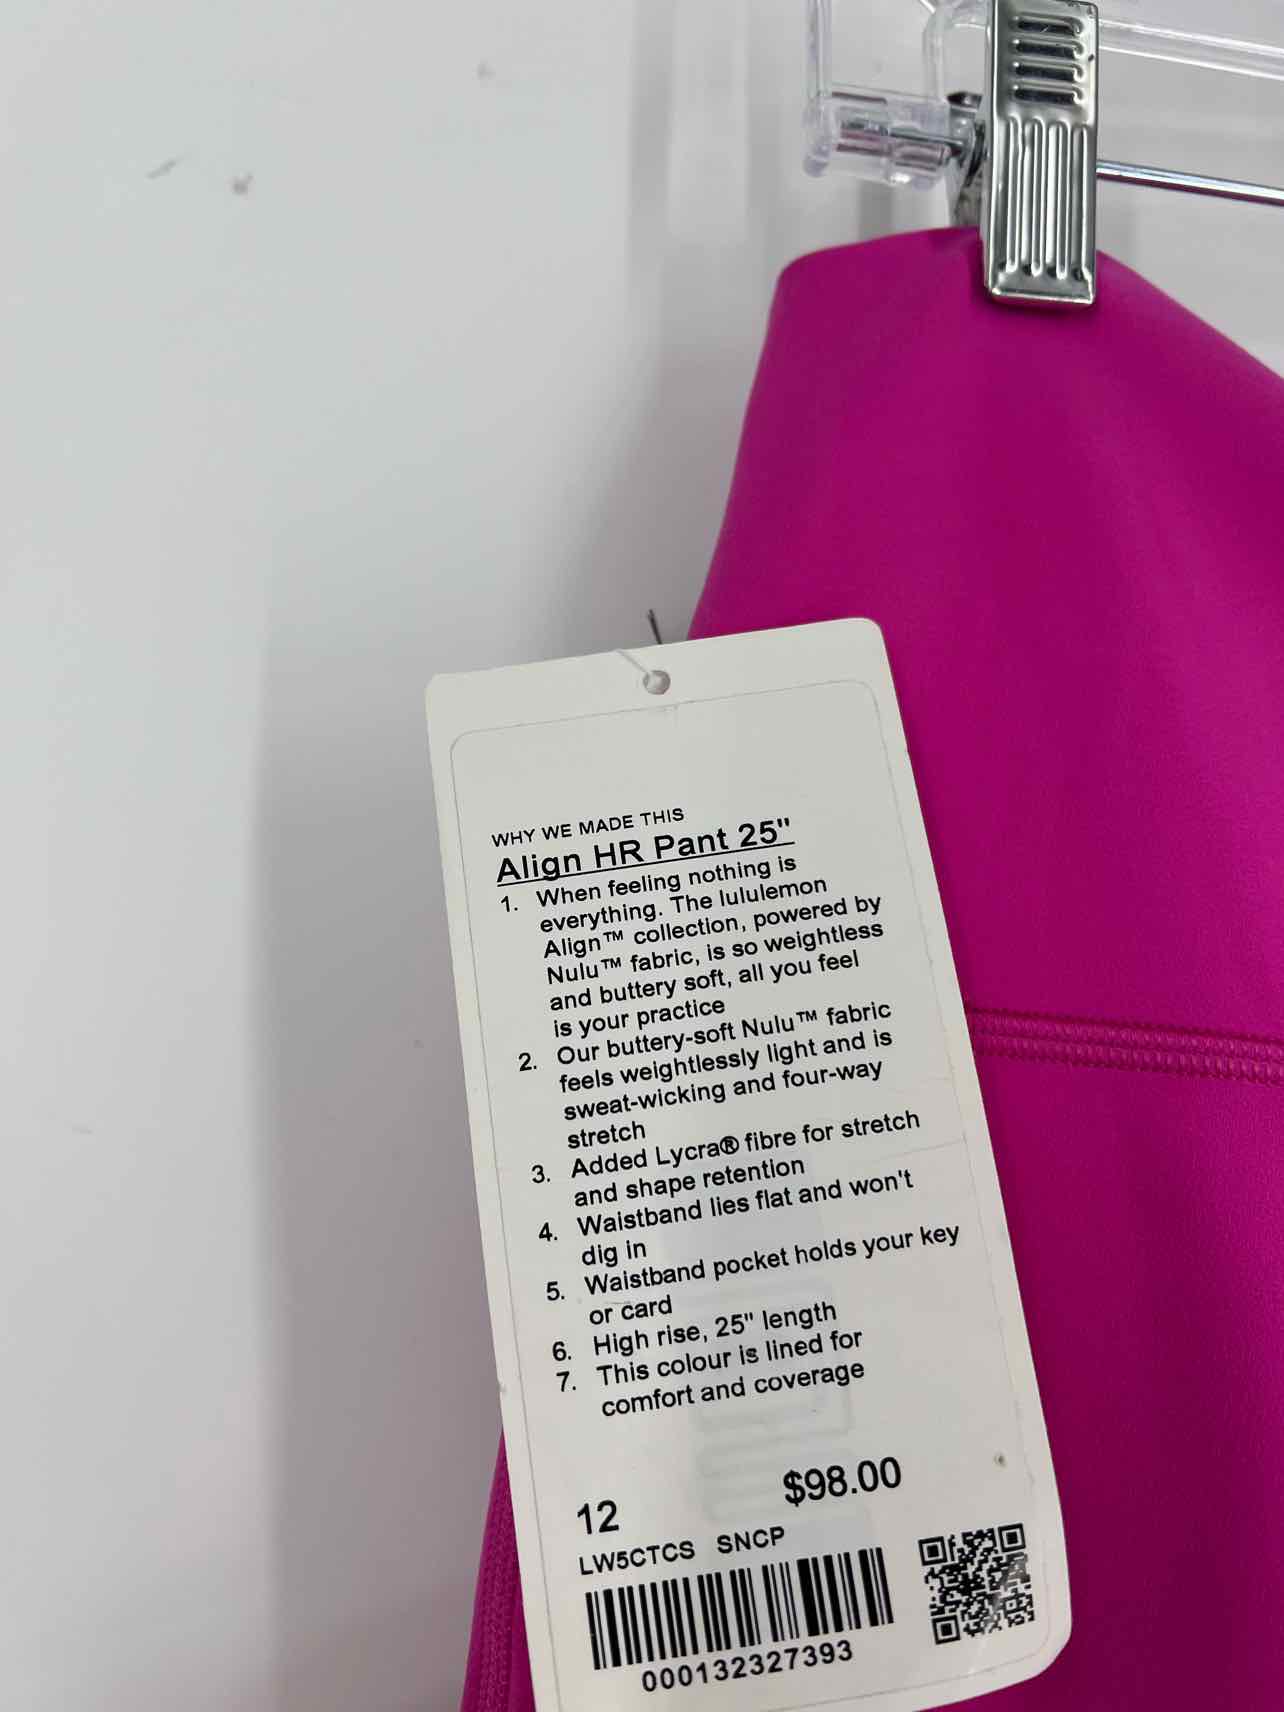 WHY WE MADE THIS
Align HR Pant 25"
1. When feeling nothing is
everything. The lululemon
Align™ collection, powered by
Nulu™ fabric, is so weightless
and buttery soft, all you feel
is your practice
2. Our buttery-soft Nulu™ fabric
feels weightlessly light and is
sweat-wicking and four-way
stretch
3. Added Lycra® fibre for stretch
and shape retention
4. Waistband lies flat and won't
dig in
5. Waistband pocket holds your key
or card
6. High rise, 25" length
7. This colour is lined for
comfort and coverage
12 $98.00
LW5CTCS SNCP
000132327393